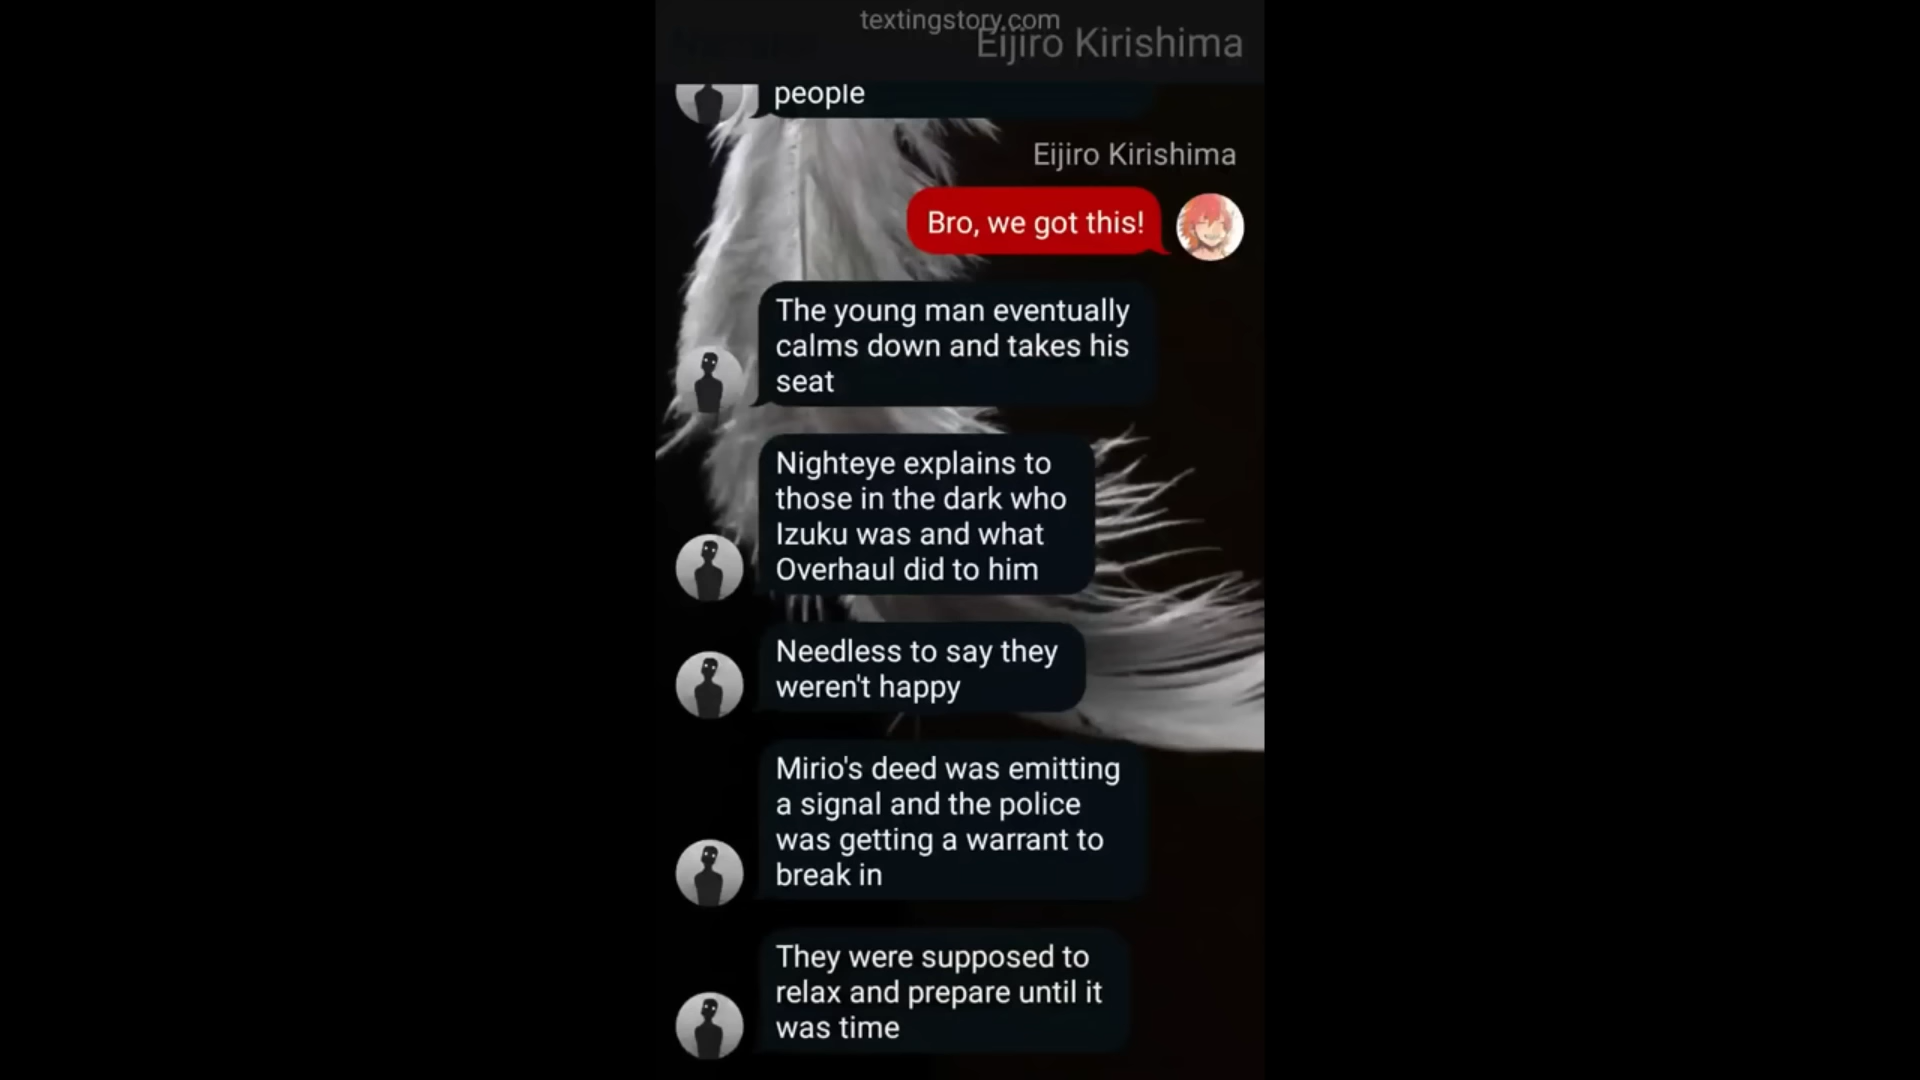 textingstory.com
Eijiro Kirishima
people
Eijiro Kirishima
Bro, we got this!
The young man eventually
calms down and takes his
seat
Nighteye explains to
those in the dark who
Izuku was and what
Overhaul did to him
Needless to say they
weren't happy
Mirio's deed was emitting
a signal and the police
was getting a warrant to
break in
They were supposed to
relax and prepare until it
was time